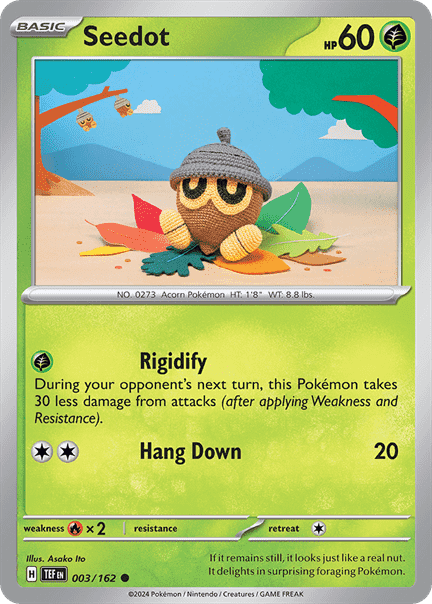 BASIC
Seedot
HP 60
NO. 0273 Acorn Pokémon HT: 1'8" WT: 8.8 lbs.
Rigidify
During your opponent's next turn, this Pokémon takes
30 less damage from attacks (after applying Weakness and
Resistance).
Hang Down 20
weakness ×2 resistance retreat
Illus. Asako Ito
H TEF EN 003/162
If it remains still, it looks just like a real nut.
It delights in surprising foraging Pokémon.
©2024 Pokémon / Nintendo / Creatures / GAME FREAK